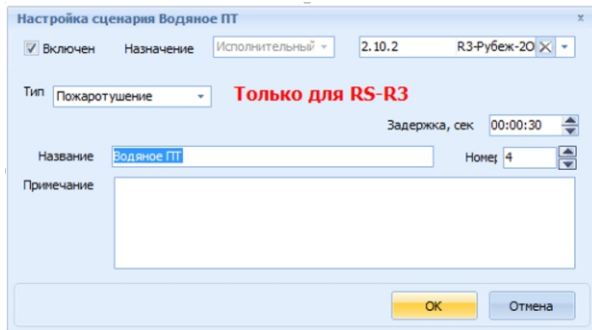 Настройка сценария Водяное ПТ x
Включен Назначение Исполнительный 2.10.2 R3-Рубеж-2О
Тип Пожаротушение Только для RS-R3
Задержка, сек 00:00:30
Название Водяное ПТ Номер 4
Примечание
ОК Отмена